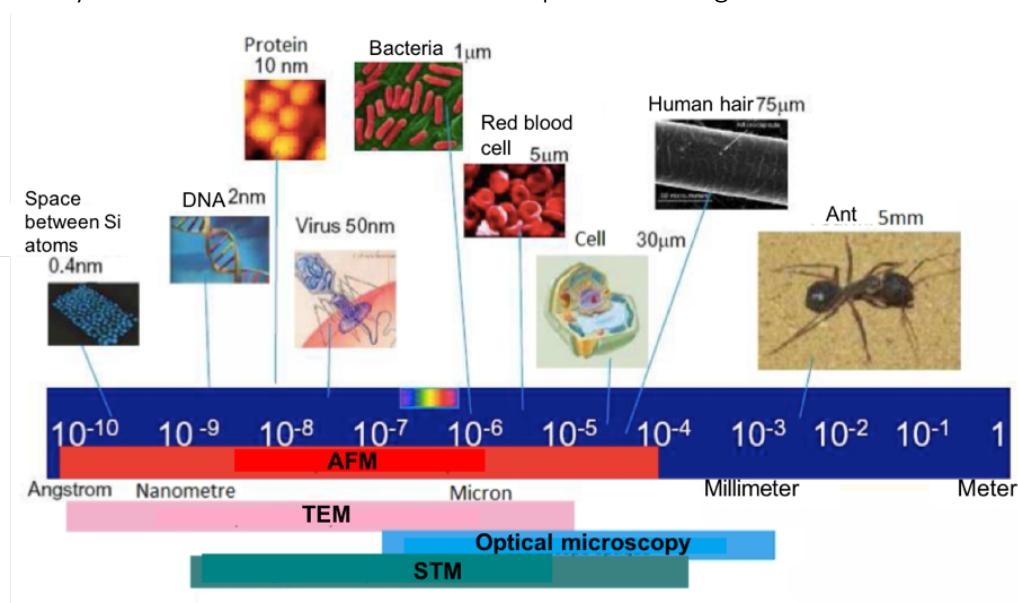 Protein
10 nm
Bacteria 1μm
Human hair 75μm
Red blood
cell 5μm
Space
between Si
atoms
0.4nm
DNA 2nm
Virus 50nm
Cell 30μm
Ant 5mm
10-10 10-9 10-8 10-7 10-6 10-5 10-4 10-3 10-2 10-1 1
AFM
Angstrom Nanometre Micron Millimeter Meter
TEM
Optical microscopy
STM